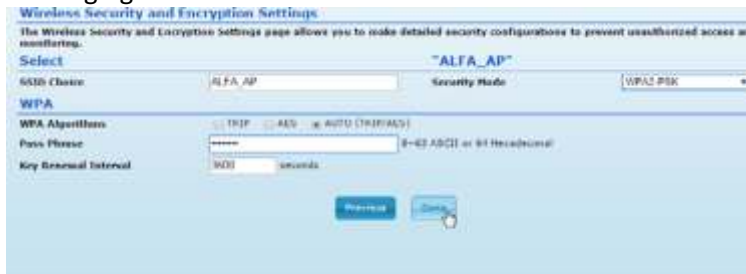 Wireless Security and Encryption Settings
The Wireless Security and Encryption Settings page allows you to make detailed security configurations to prevent unauthorized access and
monitoring.
Select "ALFA_AP"
SSID Choice ALFA_AP Security Mode WPA2-PSK
WPA
WPA Algorithms TKIP AES AUTO (TKIP/AES)
Pass Phrase 8~63 ASCII or 64 Hexadecimal
Key Renewal Interval 3600 seconds
Previous Done